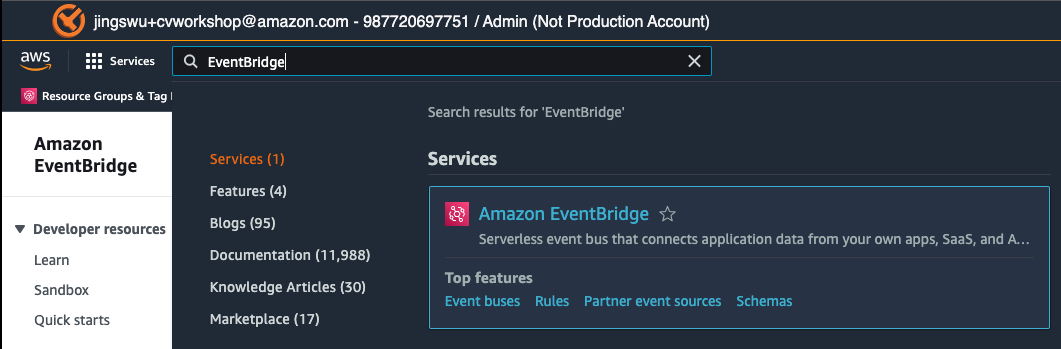 jingswu+cvworkshop@amazon.com - 987720697751 / Admin (Not Production Account)
aws Services EventBridge
Resource Groups & Tag
Search results for 'EventBridge'
Amazon
EventBridge
Developer resources
Learn
Sandbox
Quick starts
Services (1)
Features (4)
Blogs (95)
Documentation (11,988)
Knowledge Articles (30)
Marketplace (17)
Services
Amazon EventBridge
Serverless event bus that connects application data from your own apps, SaaS, and A...
Top features
Event buses Rules Partner event sources Schemas